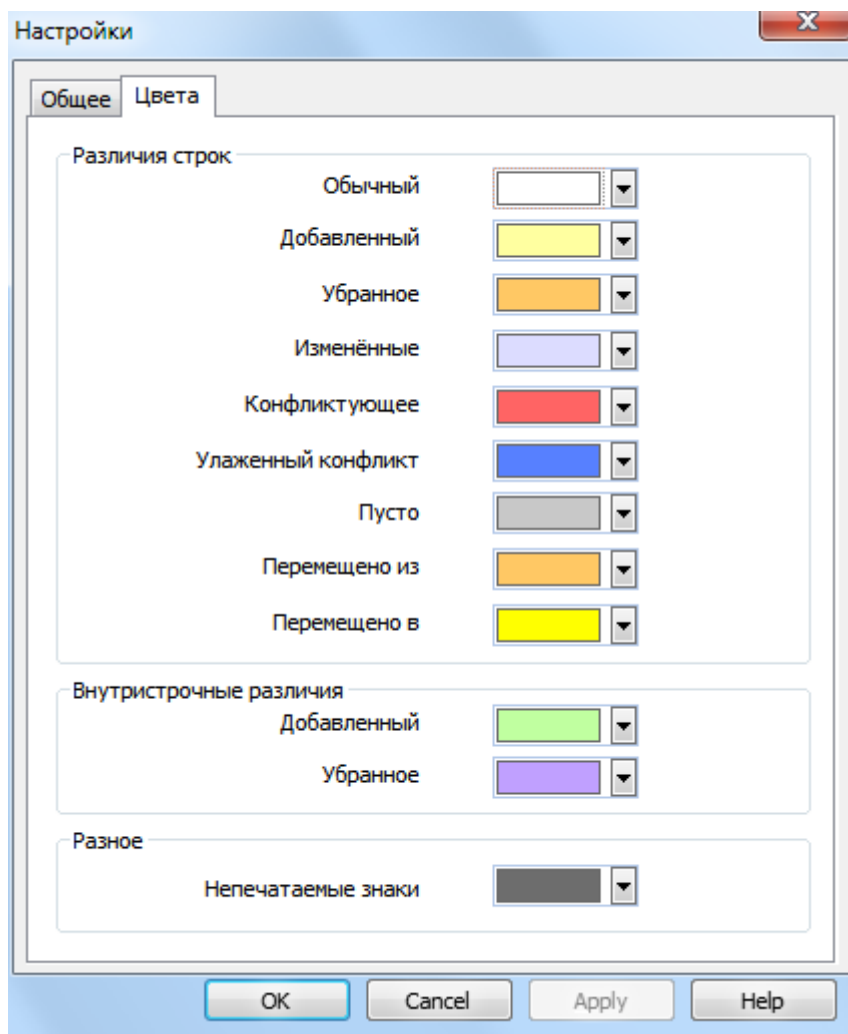 Настройки
Общее
Цвета
Различия строк
Обычный
Добавленный
Убранное
Изменённые
Конфликтующее
Улаженный конфликт
Пусто
Перемещено из
Перемещено в
Внутристрочные различия
Добавленный
Убранное
Разное
Непечатаемые знаки
OK
Cancel
Apply
Help